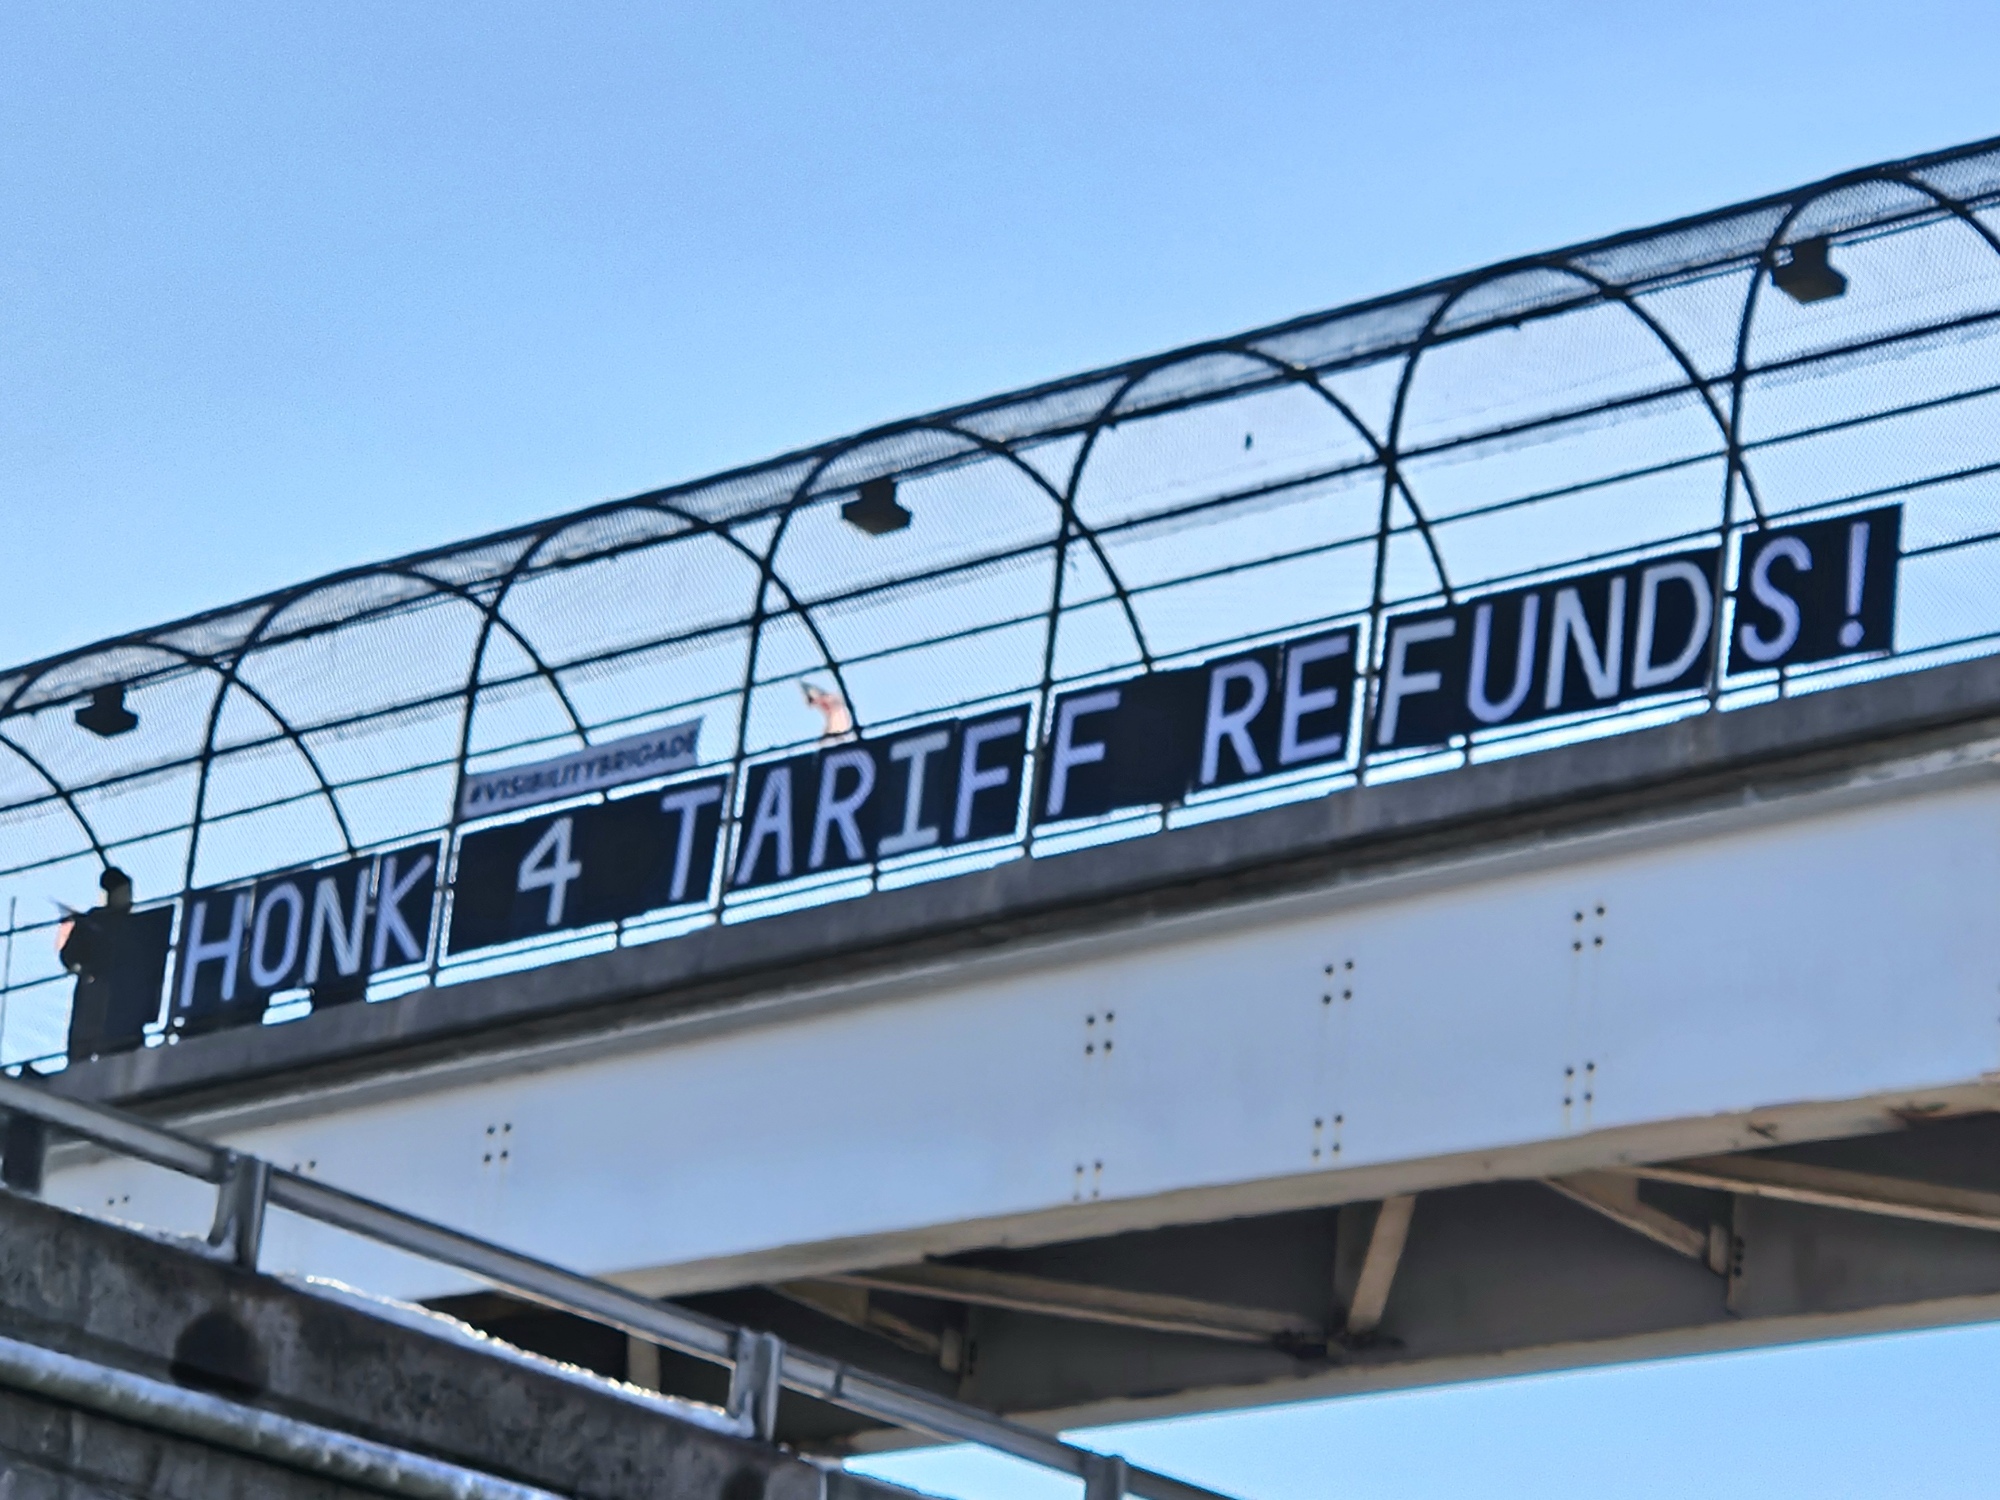 #VISIBILITYBRIGADE
HONK 4 TARIFF REFUNDS!